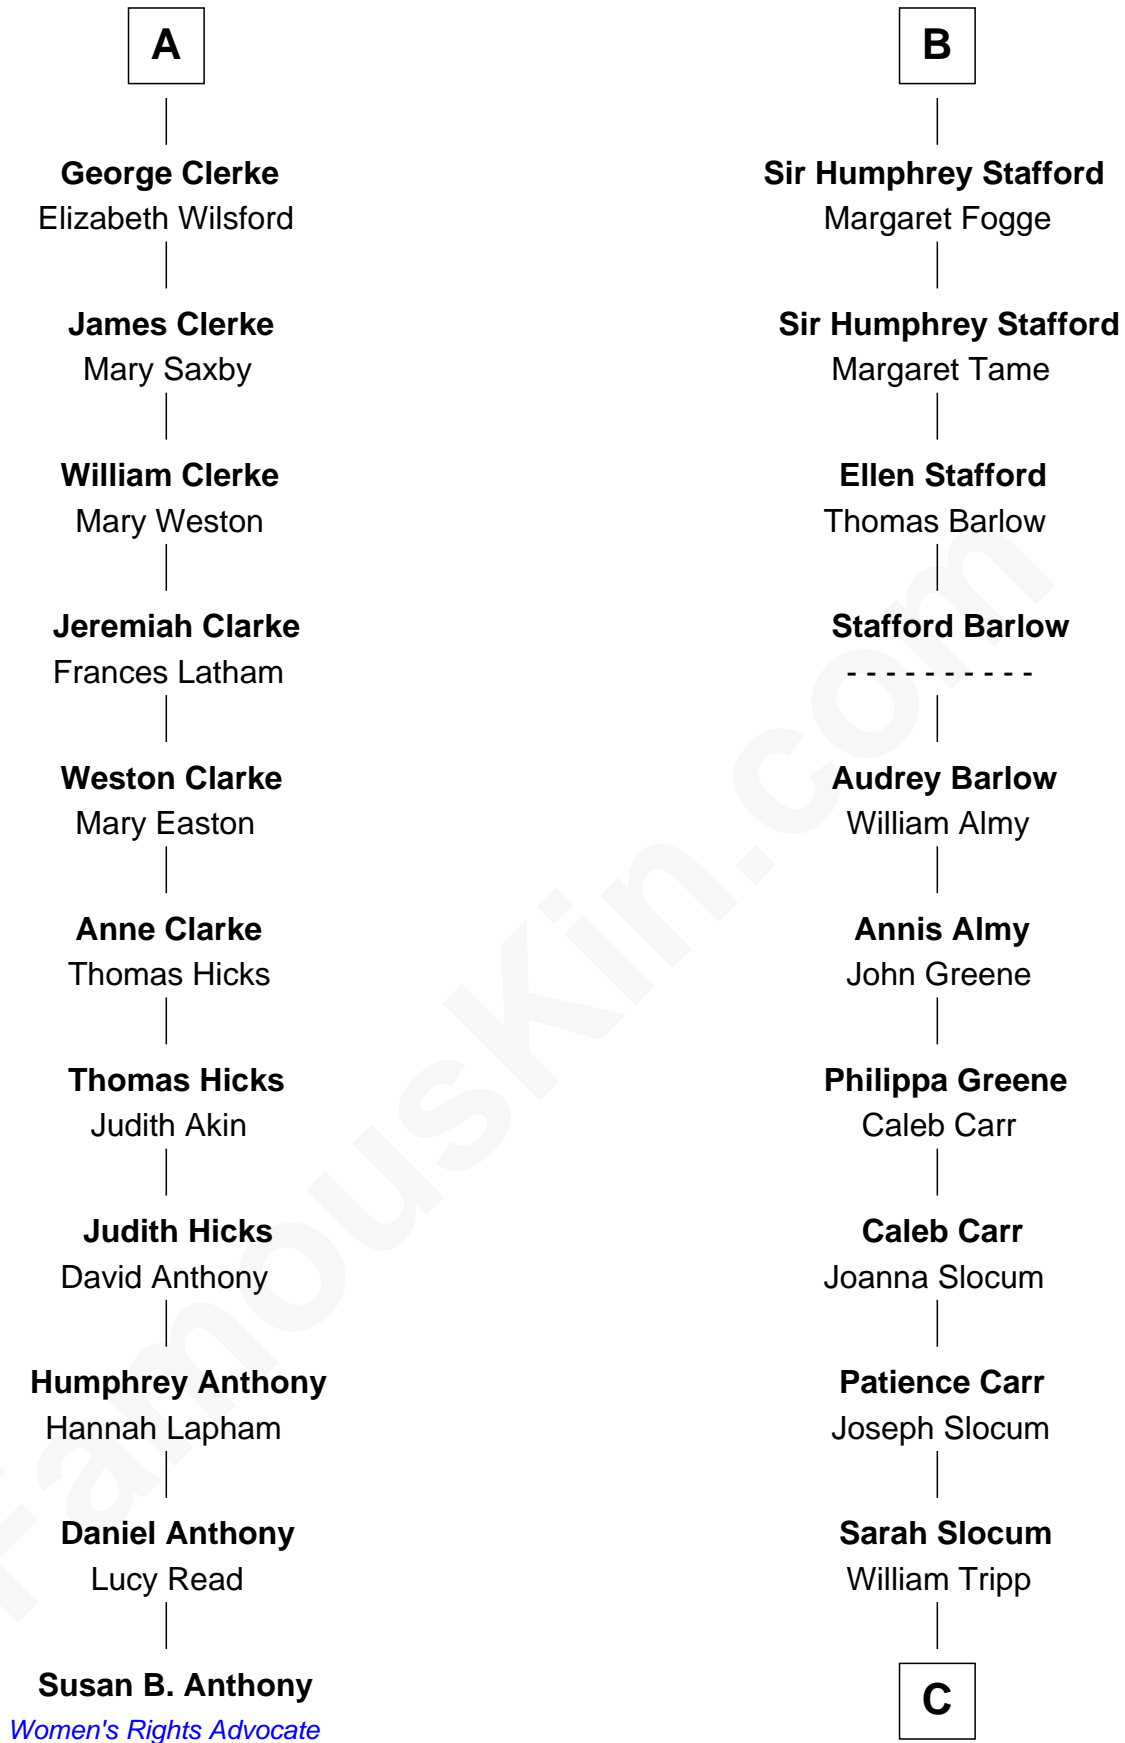 A
George Clerke
Elizabeth Wilsford
James Clerke
Mary Saxby
William Clerke
Mary Weston
Jeremiah Clarke
Frances Latham
Weston Clarke
Mary Easton
Anne Clarke
Thomas Hicks
Thomas Hicks
Judith Akin
Judith Hicks
David Anthony
Humphrey Anthony
Hannah Lapham
Daniel Anthony
Lucy Read
Susan B. Anthony
Women's Rights Advocate
B
Sir Humphrey Stafford
Margaret Fogge
Sir Humphrey Stafford
Margaret Tame
Ellen Stafford
Thomas Barlow
Stafford Barlow
- - - - - - - - - -
Audrey Barlow
William Almy
Annis Almy
John Greene
Philippa Greene
Caleb Carr
Caleb Carr
Joanna Slocum
Patience Carr
Joseph Slocum
Sarah Slocum
William Tripp
C
FamousKin.com